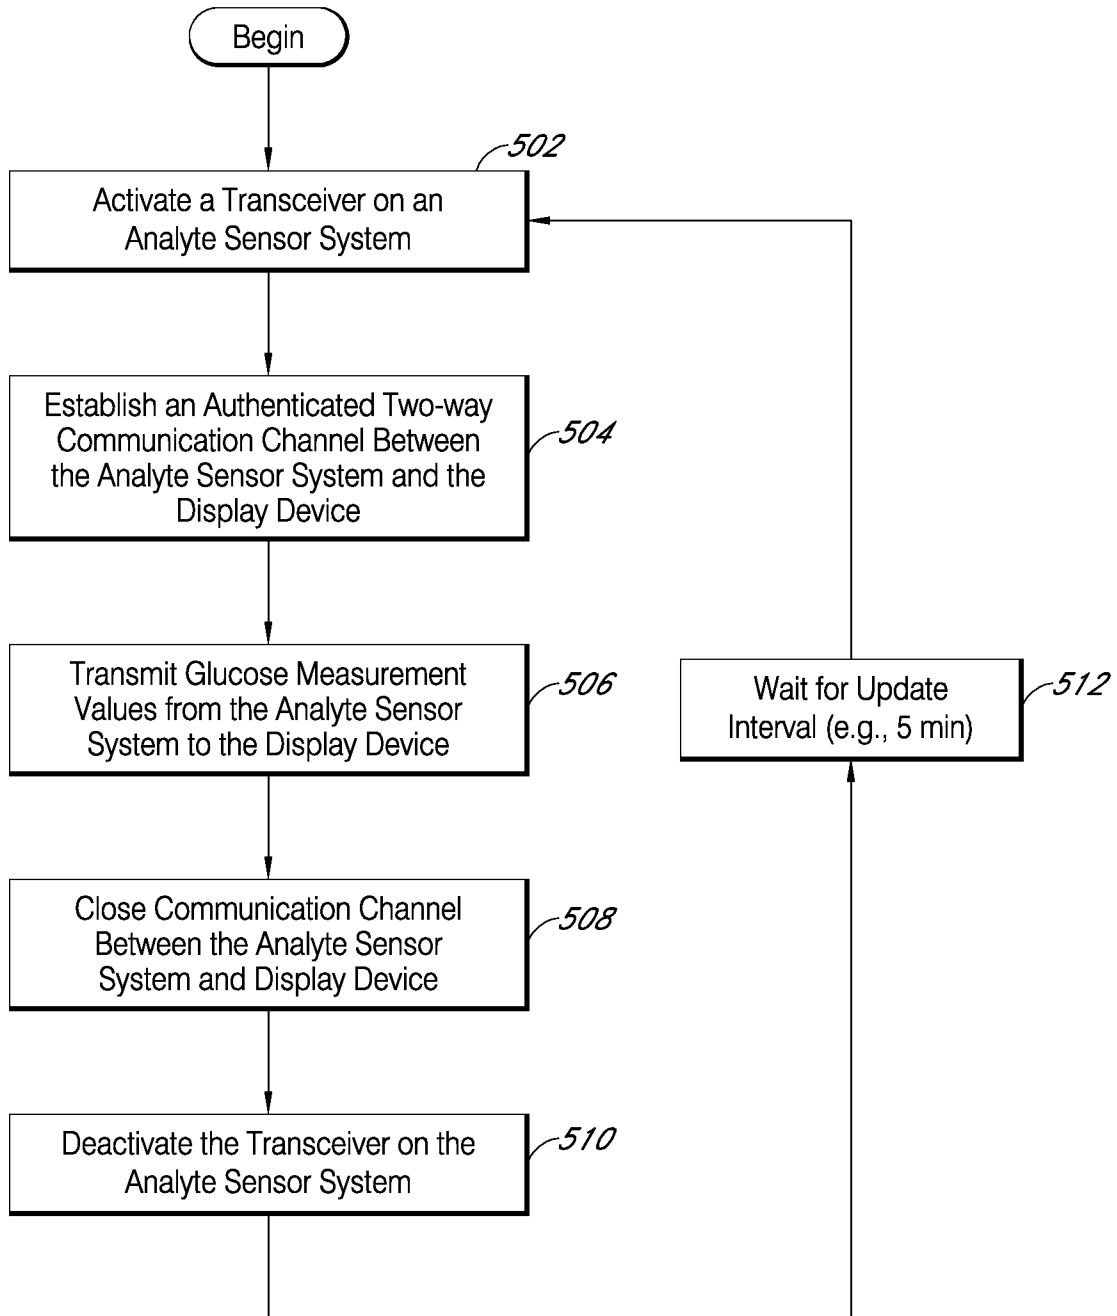 Begin
502
Activate a Transceiver on an
Analyte Sensor System
Establish an Authenticated Two-way
Communication Channel Between
the Analyte Sensor System and the
Display Device
504
Transmit Glucose Measurement
Values from the Analyte Sensor
System to the Display Device
506
Wait for Update
Interval (e.g., 5 min)
512
Close Communication Channel
Between the Analyte Sensor
System and Display Device
508
Deactivate the Transceiver on the
Analyte Sensor System
510